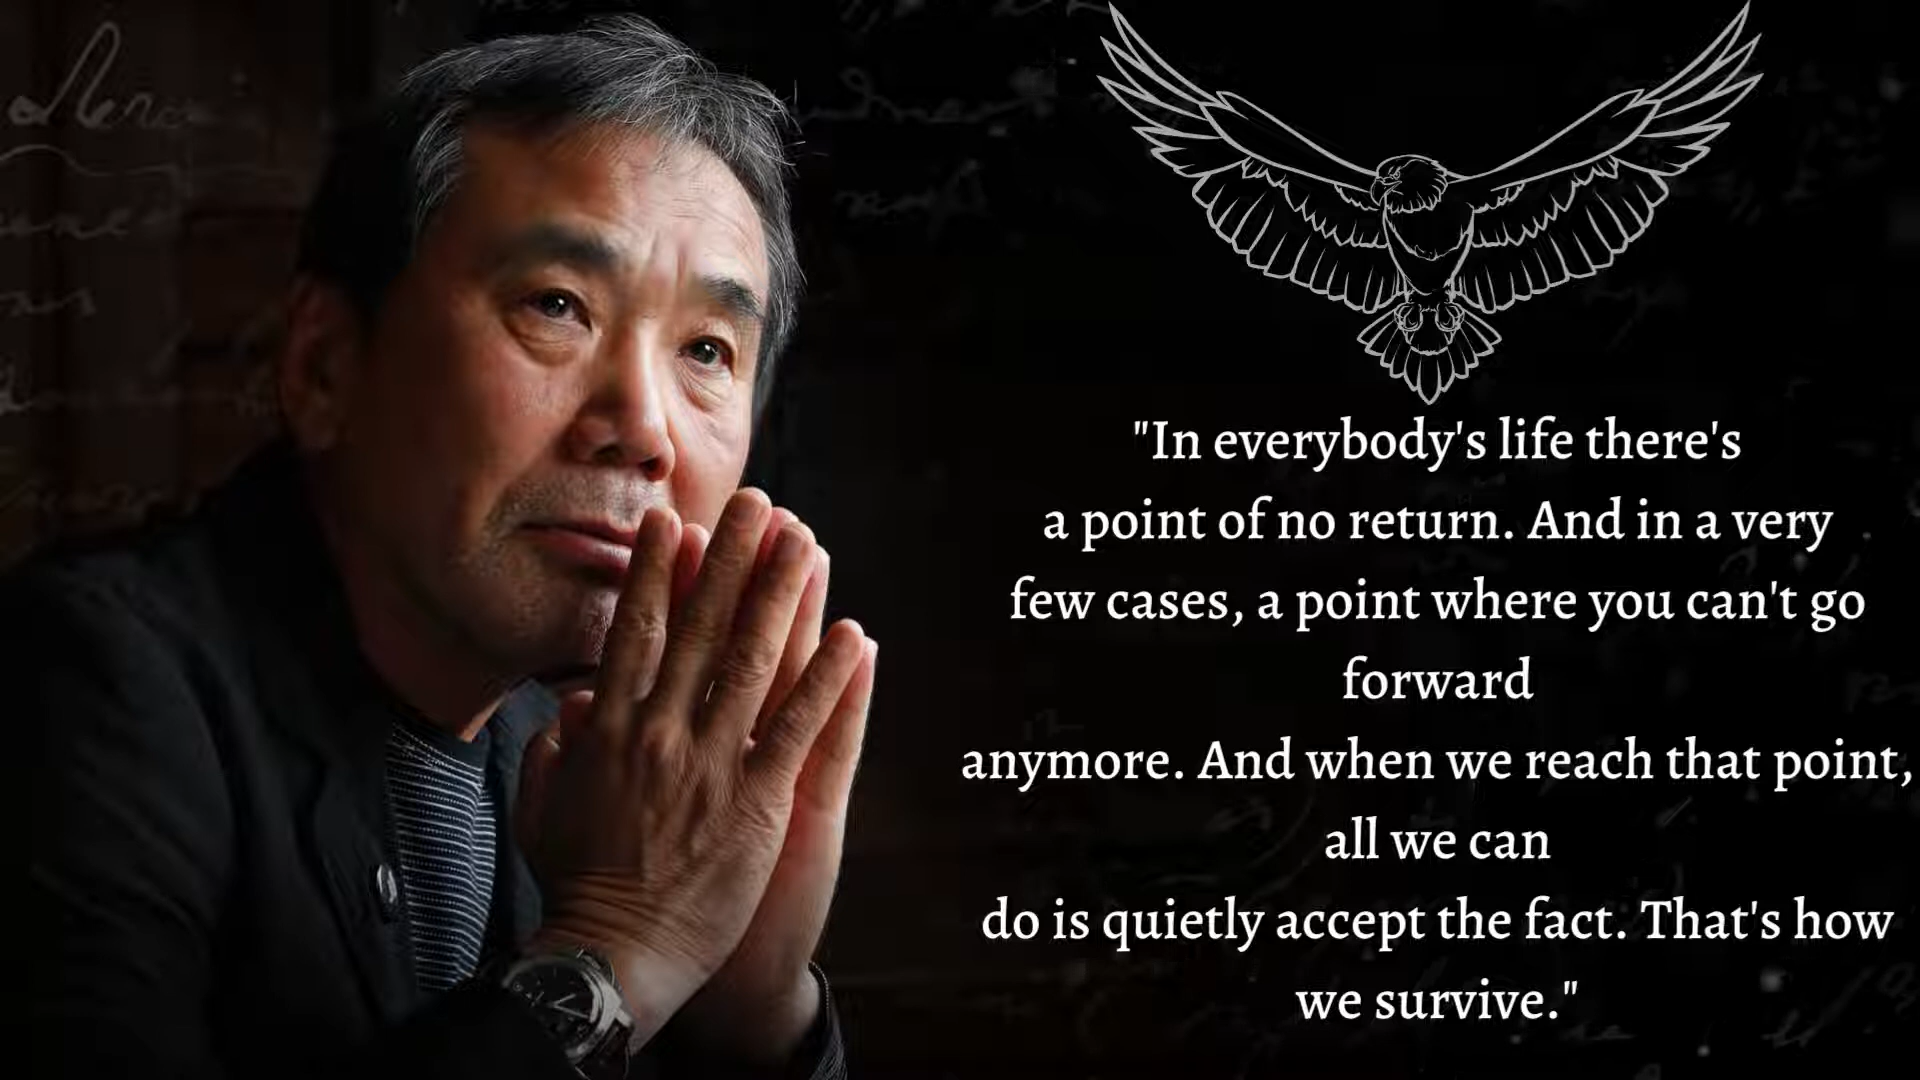 "In everybody's life there's
a point of no return. And in a very
few cases, a point where you can't go
forward
anymore. And when we reach that point,
all we can
do is quietly accept the fact. That's how
we survive."